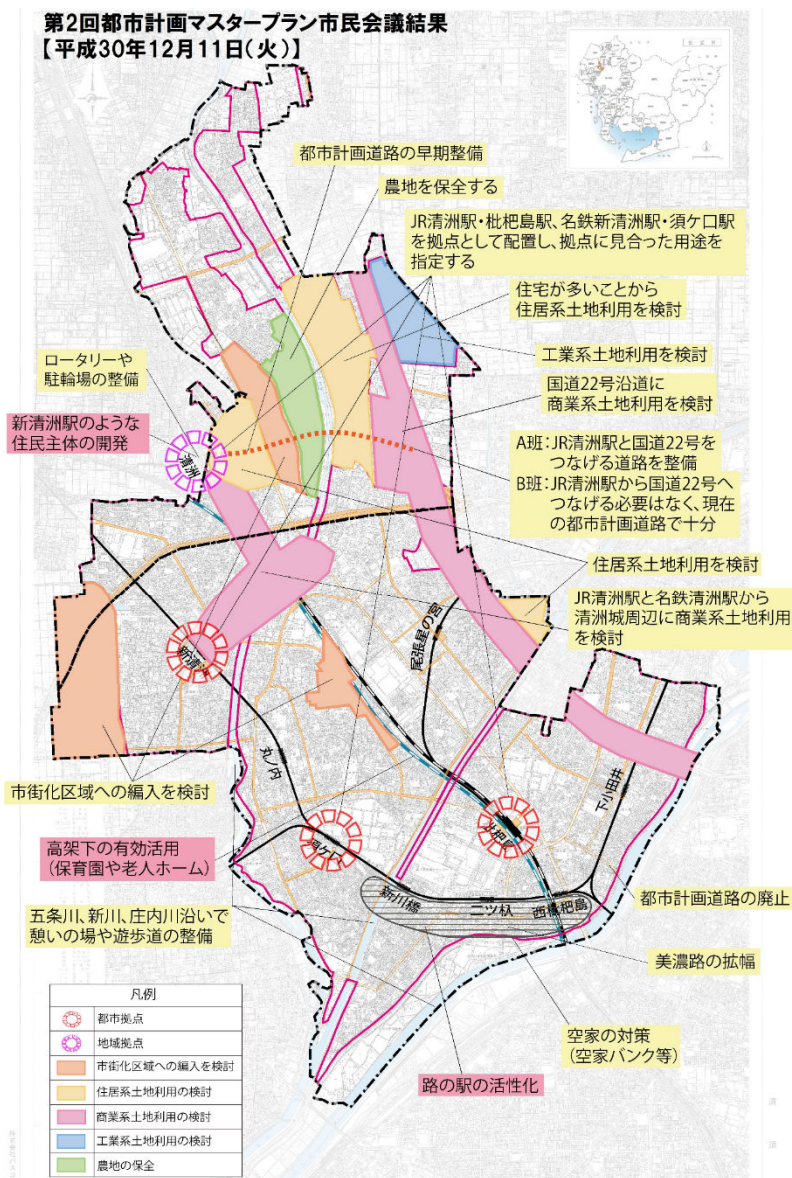 第2回都市計画マスタープラン市民会議結果
【平成30年12月11日(火)】
都市計画道路の早期整備
農地を保全する
JR清洲駅・枇杷島駅、名鉄新清洲駅・須ケ口駅
を拠点として配置し、拠点に見合った用途を
指定する
住宅が多いことから
住居系土地利用を検討
工業系土地利用を検討
国道22号沿道に
商業系土地利用を検討
ロータリーや
駐輪場の整備
新清洲駅のような
住民主体の開発
清洲
A班：JR清洲駅と国道22号を
つなげる道路を整備
B班：JR清洲駅から国道22号へ
つなげる必要はなく、現在
の都市計画道路で十分
住居系土地利用を検討
JR清洲駅と名鉄清洲駅から
清洲城周辺に商業系土地利用
を検討
新清洲
尾張星の宮
丸ノ内
下小田井
市街化区域への編入を検討
須ケ口
枇杷島
高架下の有効活用
(保育園や老人ホーム)
新川橋
二ツ杁
西枇杷島
都市計画道路の廃止
五条川、新川、庄内川沿いで
憩いの場や遊歩道の整備
美濃路の拡幅
空家の対策
(空家バンク等)
路の駅の活性化
凡例
都市拠点
地域拠点
市街化区域への編入を検討
住居系土地利用の検討
商業系土地利用の検討
工業系土地利用の検討
農地の保全